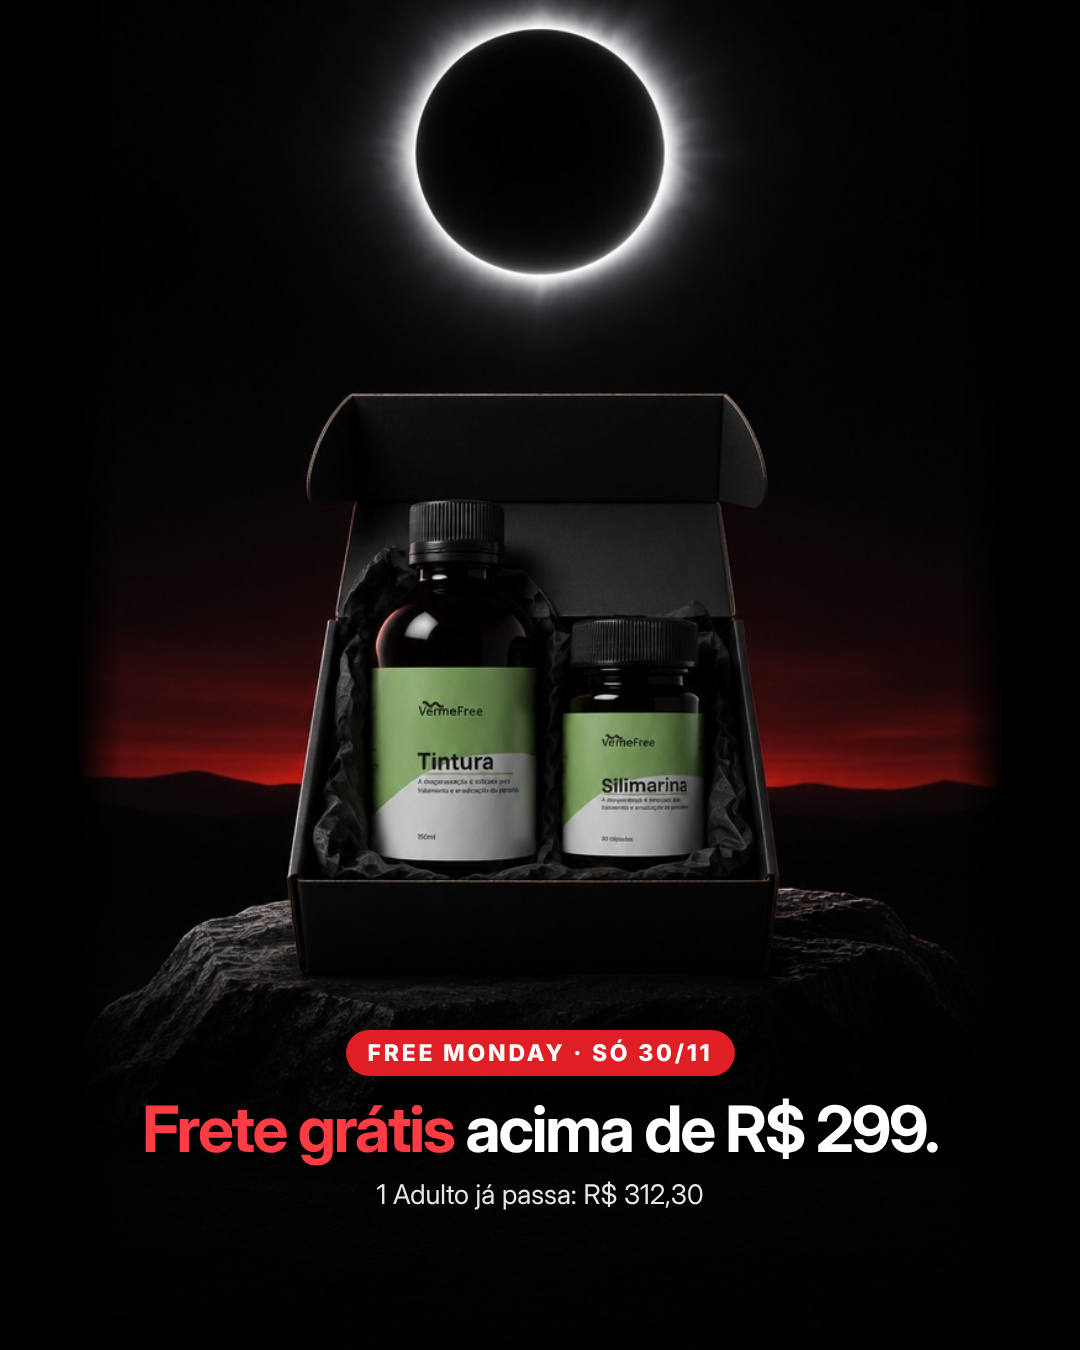 VermeFree
Tintura
150ml
VermeFree
Silimarina
30 cápsulas
FREE MONDAY · SÓ 30/11
Frete grátis acima de R$ 299.
1 Adulto já passa: R$ 312,30